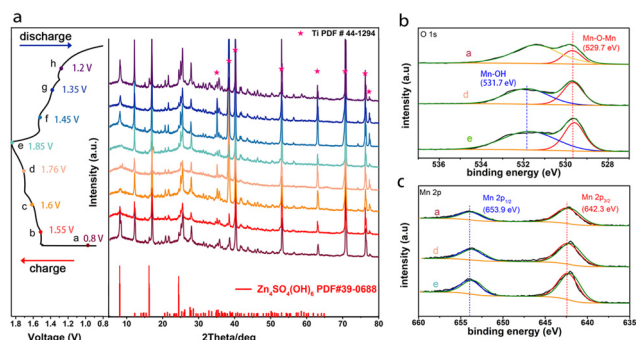 a
discharge
★ Ti PDF # 44-1294
h
1.2 V
g
1.35 V
f
1.45 V
e
1.85 V
d
1.76 V
c
1.6 V
b
1.55 V
a
0.8 V
charge
Intensity (a.u.)
Zn4SO4(OH)6 PDF#39-0688
1.8 1.6 1.4 1.2 1.0 0.8
Voltage (V)
10 20 30 40 50 60 70 80
2Theta/deg
b
O 1s
a
Mn-O-Mn
(529.7 eV)
Mn-OH
(531.7 eV)
d
e
intensity (a.u)
536 534 532 530 528
binding energy (eV)
c
Mn 2p
Mn 2p1/2
(653.9 eV)
Mn 2p3/2
(642.3 eV)
a
d
e
intensity (a.u)
660 655 650 645 640 635
binding energy (eV)